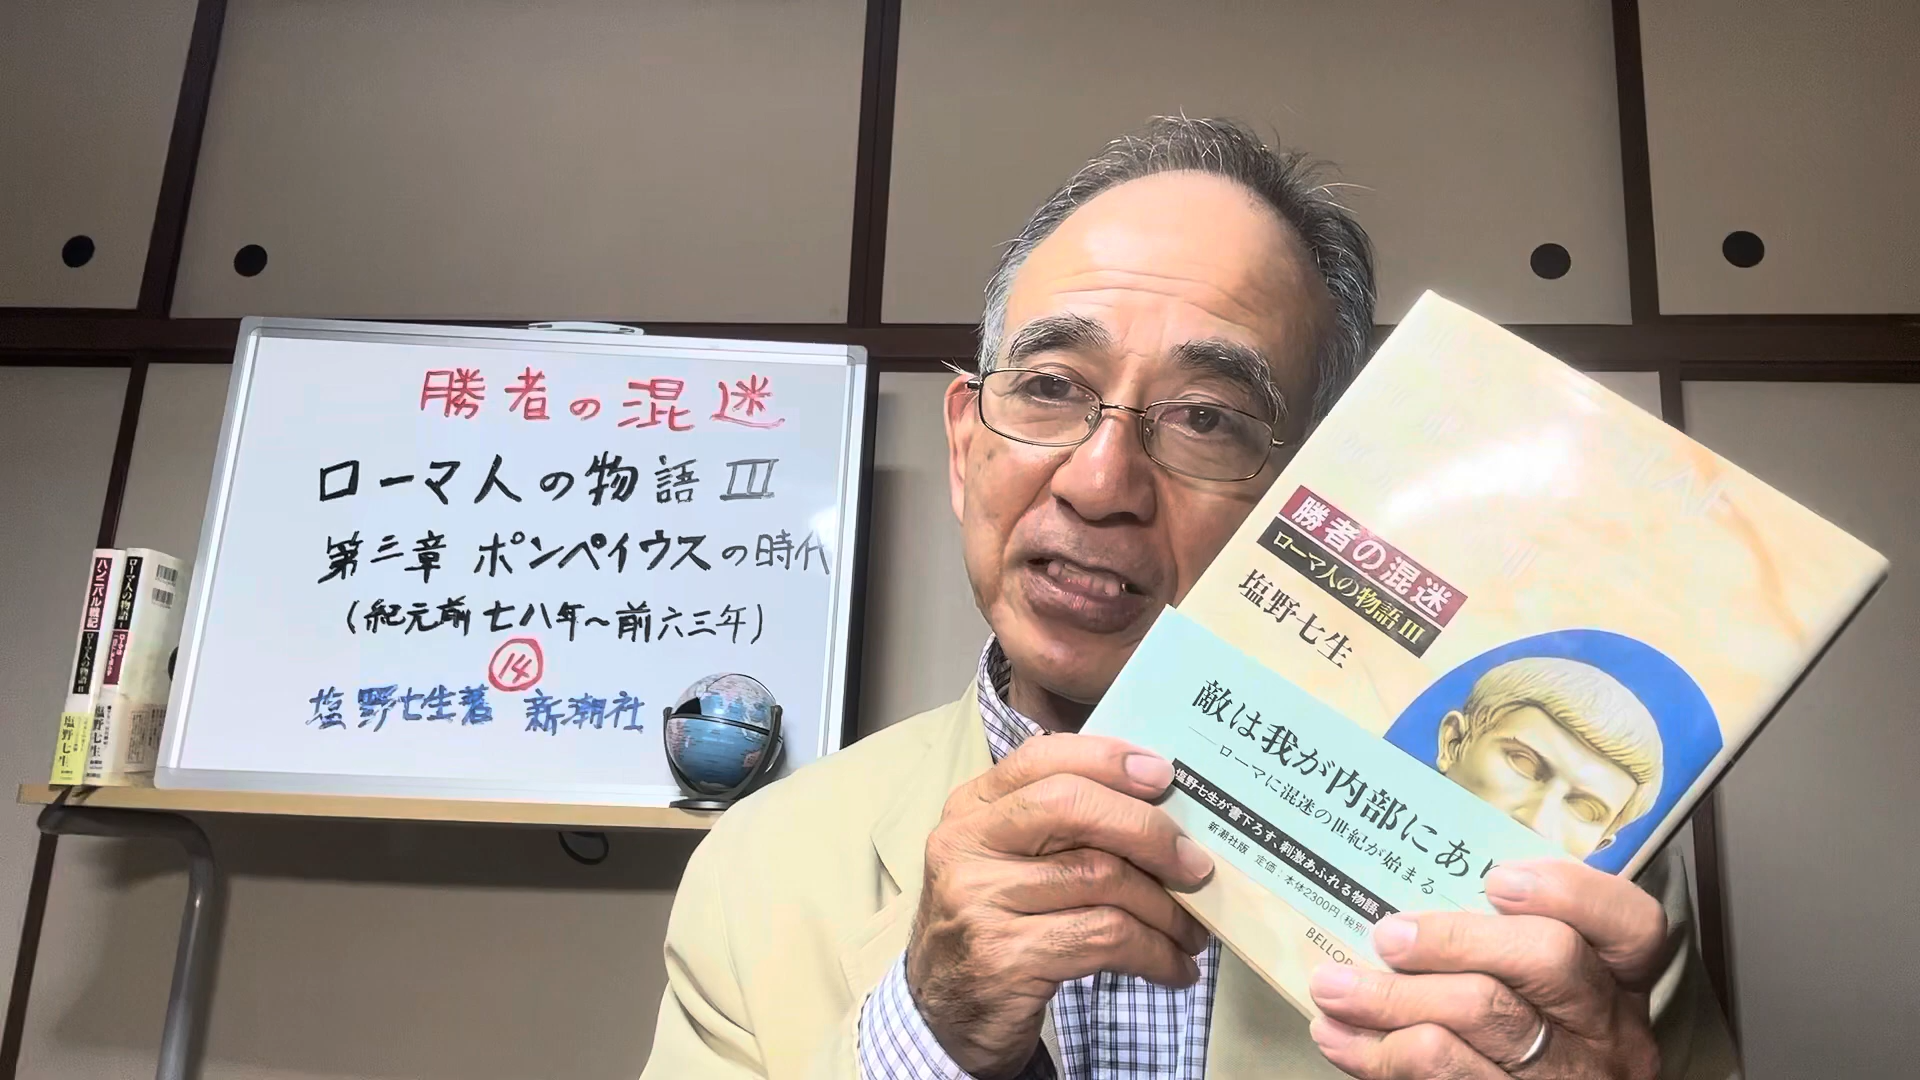 勝者の混迷
ローマ人の物語 III
第三章 ポンペイウスの時代
(紀元前七八年~前六三年)
14
塩野七生著 新潮社
ハンニバル戦記
ローマ人の物語 II
塩野七生
ローマ人の物語 I
塩野七生
勝者の混迷
ローマ人の物語 III
塩野七生
敵は我が内部にあり
ローマに混迷の世紀が始まる
塩野七生が書下ろす、刺激あふれる物語、
新潮社版 定価:本体2300円(税別)